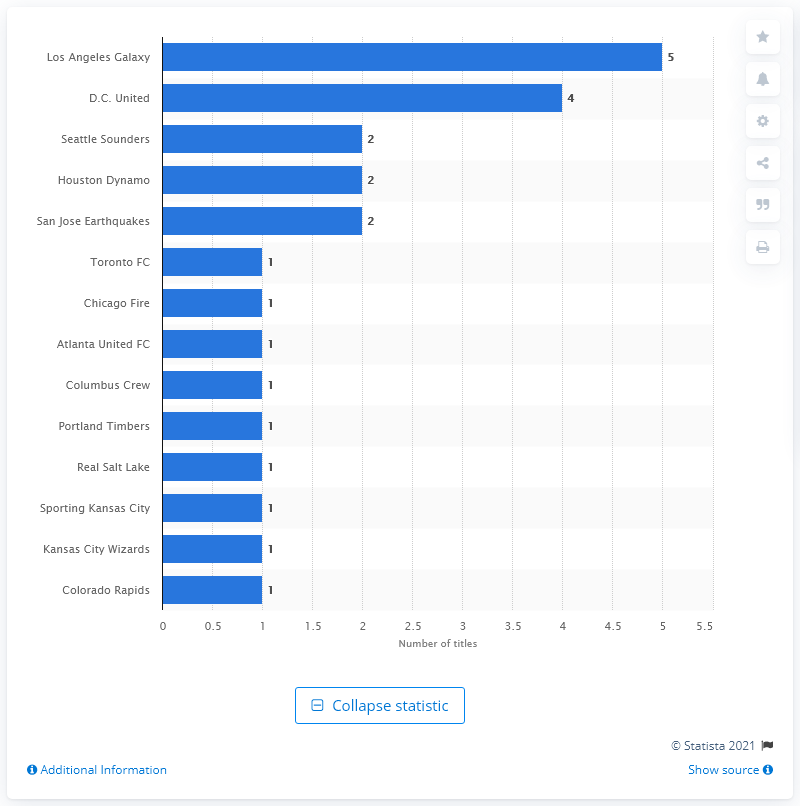 Los Angeles Galaxy 5
D.C. United 4
Seattle Sounders 2
Houston Dynamo 2
San Jose Earthquakes 2
Toronto FC 1
Chicago Fire 1
Atlanta United FC 1
Columbus Crew 1
Portland Timbers 1
Real Salt Lake 1
Sporting Kansas City 1
Kansas City Wizards 1
Colorado Rapids 1
0 0.5 1 1.5 2 2.5 3 3.5 4 4.5 5 5.5
Number of titles
Collapse statistic
© Statista 2021
Additional Information
Show source